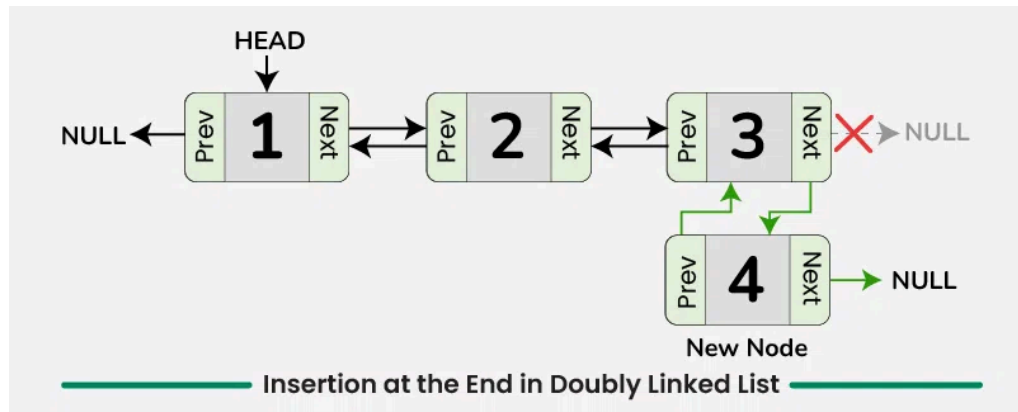 HEAD
NULL Prev 1 Next Prev 2 Next Prev 3 Next NULL
Prev 4 Next NULL
New Node
Insertion at the End in Doubly Linked List